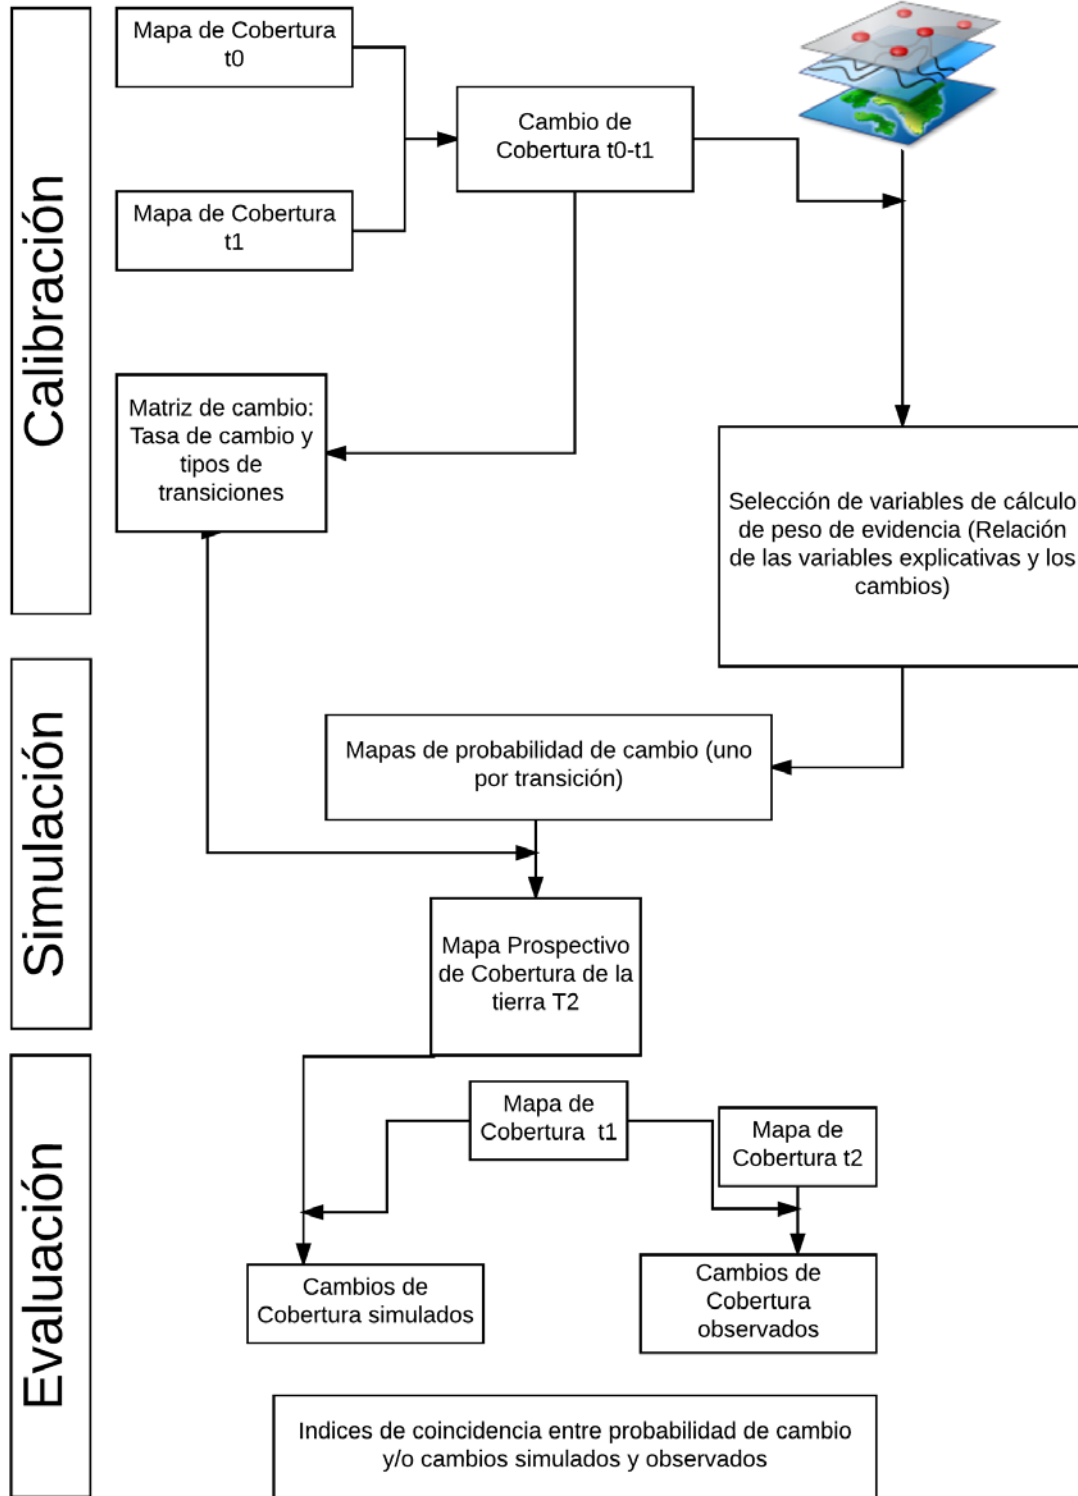 Calibración
Mapa de Cobertura
t0
Cambio de
Cobertura t0-t1
Mapa de Cobertura
t1
Matriz de cambio:
Tasa de cambio y
tipos de
transiciones
Selección de variables de cálculo
de peso de evidencia (Relación
de las variables explicativas y los
cambios)
Simulación
Mapas de probabilidad de cambio (uno
por transición)
Mapa Prospectivo
de Cobertura de la
tierra T2
Evaluación
Mapa de
Cobertura t1
Mapa de
Cobertura t2
Cambios de
Cobertura simulados
Cambios de
Cobertura
observados
Indices de coincidencia entre probabilidad de cambio
y/o cambios simulados y observados